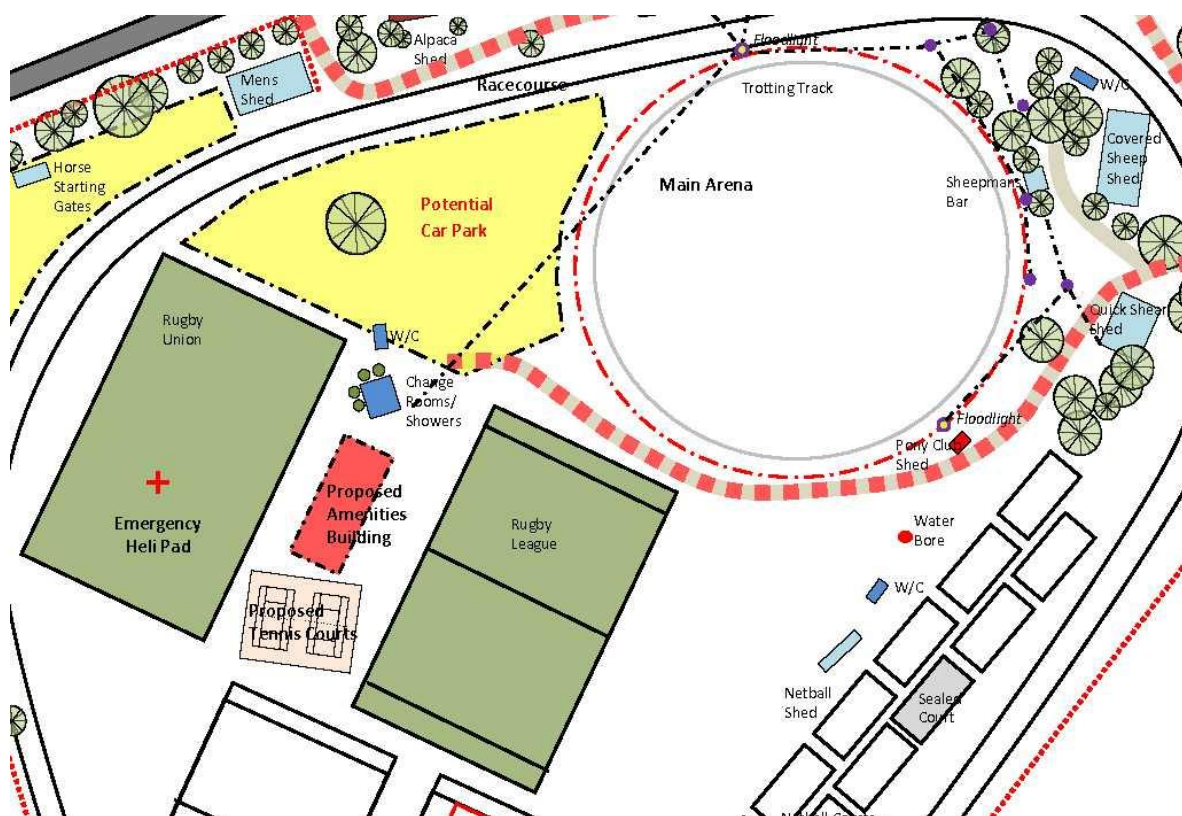 Floodlight
Alpaca
Shed
Mens
Shed
Racecourse
Trotting Track
W/C
Covered
Sheep
Shed
Horse
Starting
Gates
Main Arena
Sheepmans
Bar
Potential
Car Park
Rugby
Union
W/C
Quick Shear
Shed
Change
Rooms/
Showers
Floodlight
Pony Club
Shed
Proposed
Amenities
Building
Emergency
Heli Pad
Rugby
League
Water
Bore
W/C
Proposed
Tennis Courts
Netball
Shed
Sealed
Court